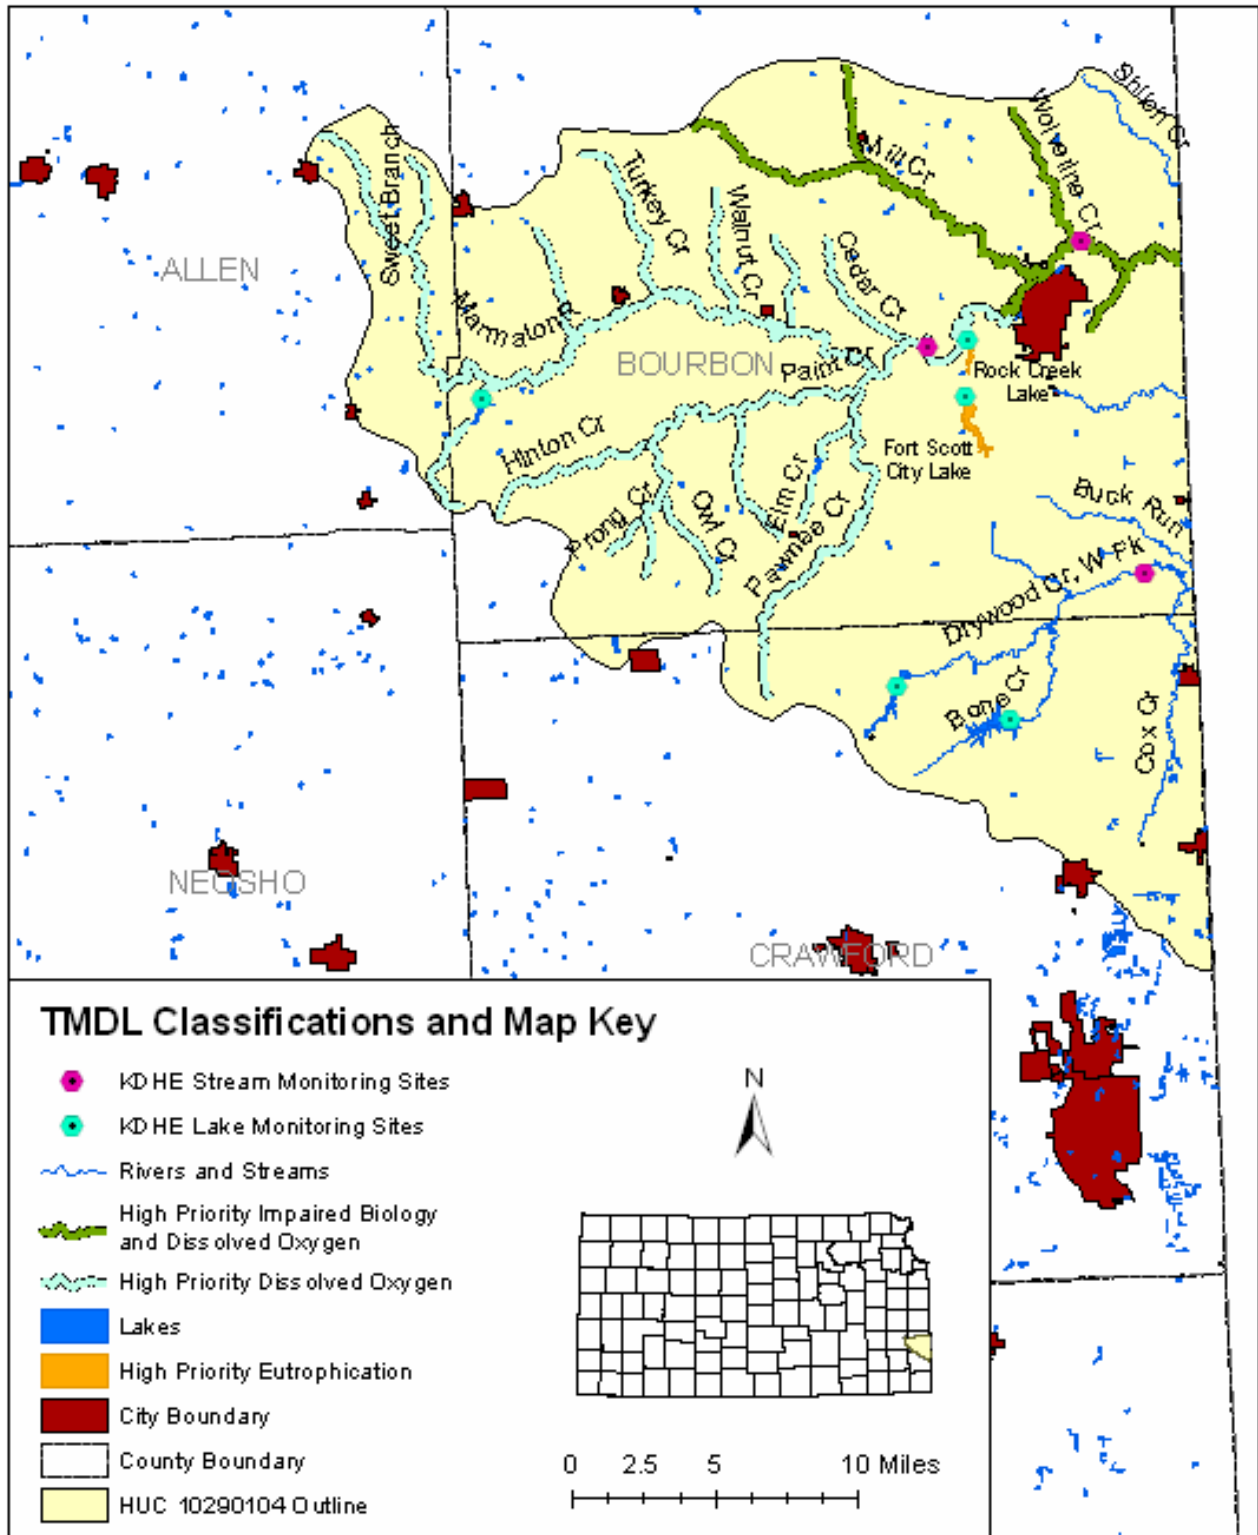 Shiloh Cr
Wolverine Cr
Mill Cr
Sweet Branch
Turkey Cr
Walnut Cr
Cedar Cr
ALLEN
Marmaton R
BOURBON
Paint Cr
Rock Creek
Lake
Hinton Cr
Fort Scott
City Lake
Elm Cr
Prong Cr
Owl Cr
Pawnee Cr
Buck Run
Drywood Cr, W Fk
Bone Cr
Cox Cr
NEOSHO
CRAWFORD
TMDL Classifications and Map Key
KDHE Stream Monitoring Sites
KDHE Lake Monitoring Sites
Rivers and Streams
High Priority Impaired Biology
and Dissolved Oxygen
High Priority Dissolved Oxygen
Lakes
High Priority Eutrophication
City Boundary
County Boundary
HUC 10290104 Outline
N
0 2.5 5 10 Miles